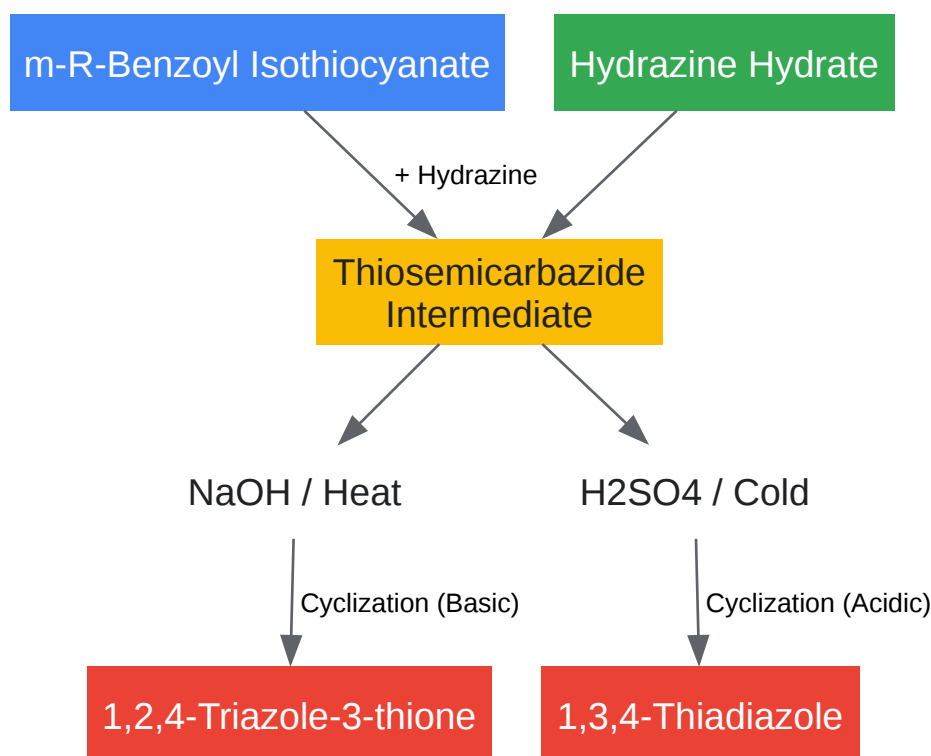 m-R-Benzoyl Isothiocyanate
Hydrazine Hydrate
+ Hydrazine
Thiosemicarbazide
Intermediate
NaOH / Heat
H2SO4 / Cold
Cyclization (Basic)
Cyclization (Acidic)
1,2,4-Triazole-3-thione
1,3,4-Thiadiazole